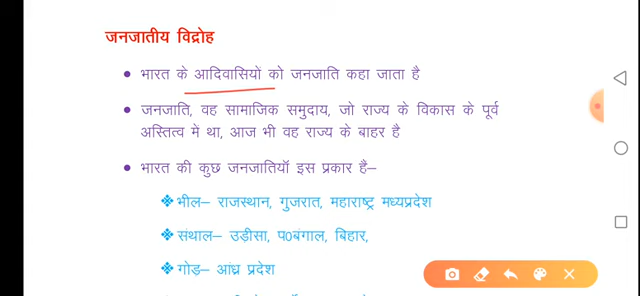 जनजातीय विद्रोह
● भारत के आदिवासियों को जनजाति कहा जाता है
● जनजाति, वह सामाजिक समुदाय, जो राज्य के विकास के पूर्व
अस्तित्व मे था, आज भी वह राज्य के बाहर है
● भारत की कुछ जनजातियॉ इस प्रकार है–
❖ भील– राजस्थान, गुजरात, महाराष्ट्र मध्यप्रदेश
❖ संथाल– उड़ीसा, प0बंगाल, बिहार,
❖ गोड़– आंध्र प्रदेश